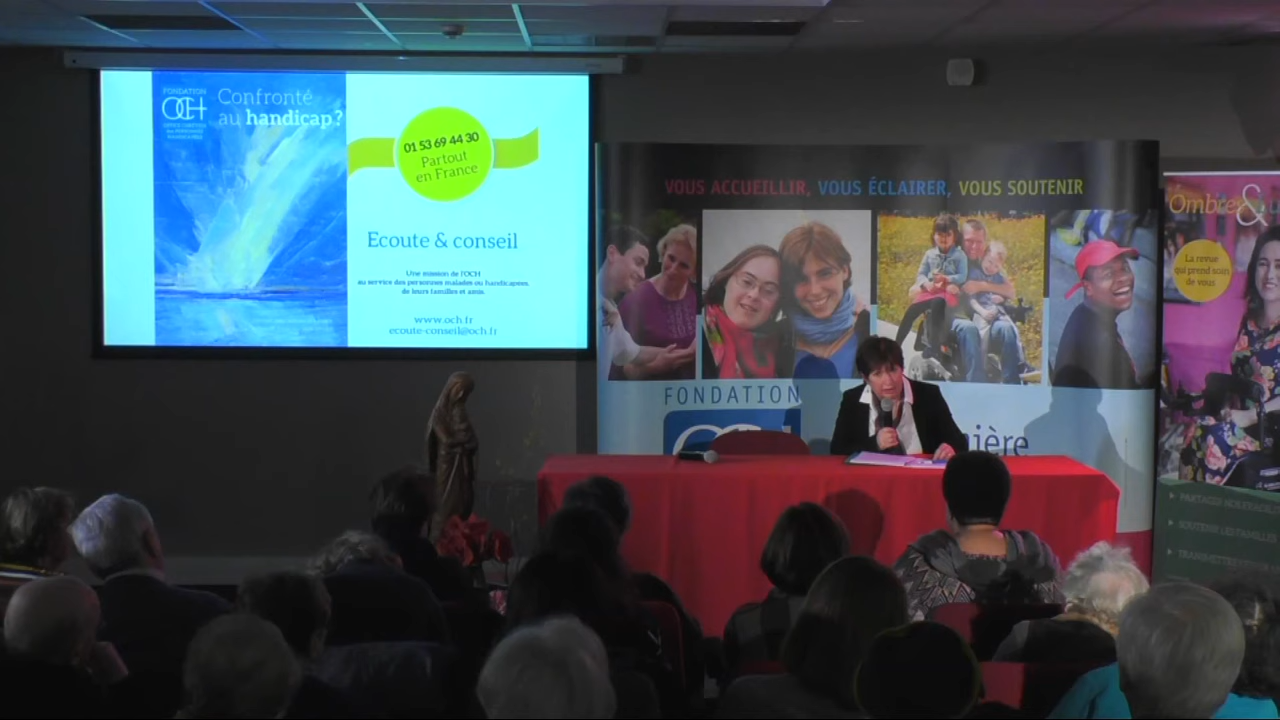 FONDATION
OCH
Confronté
au handicap ?
01 53 69 44 30
Partout
en France
Ecoute & conseil
Une mission de l'OCH
au service des personnes malades ou handicapées,
de leurs familles et amis.
www.och.fr
ecoute-conseil@och.fr
VOUS ACCUEILLIR, VOUS ÉCLAIRER, VOUS SOUTENIR
FONDATION
Ombre&
La revue
qui prend soin
de vous